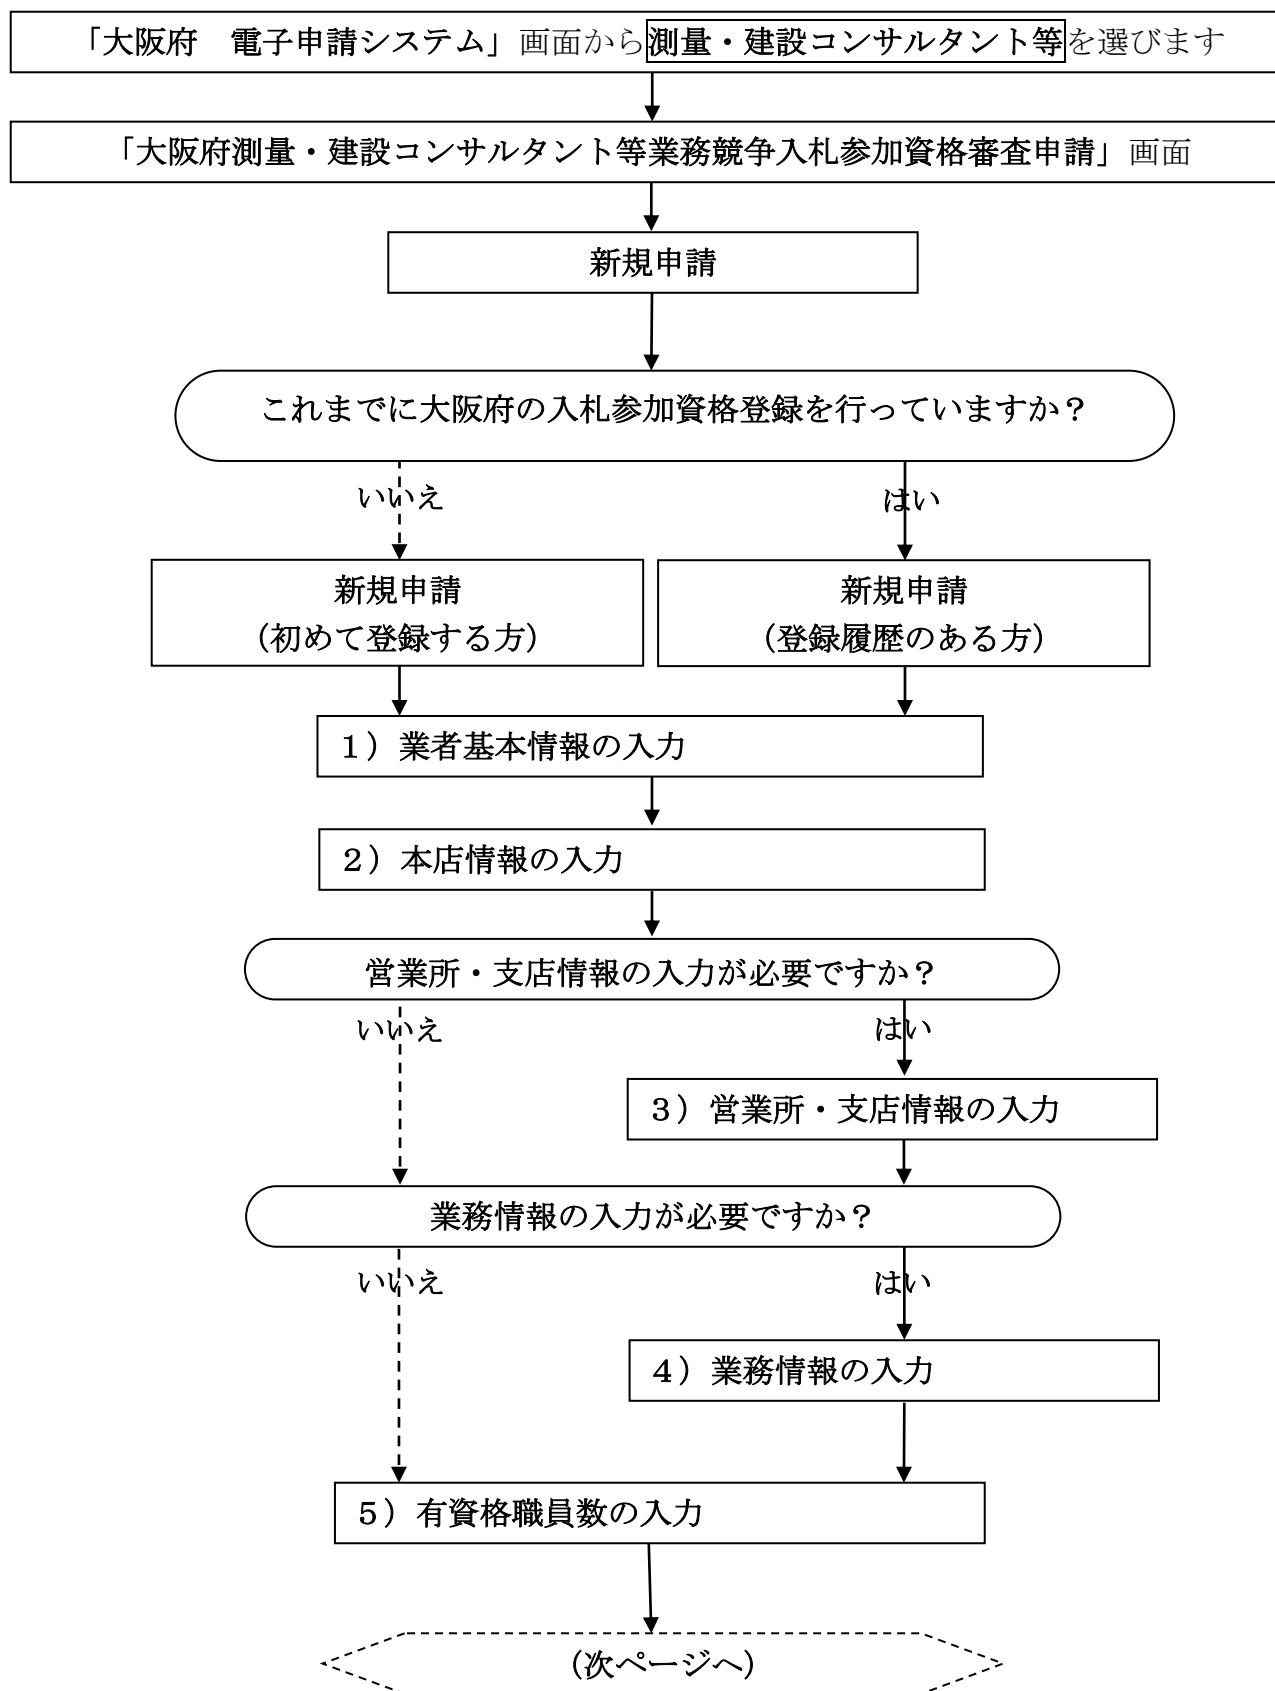 「大阪府　電子申請システム」画面から測量・建設コンサルタント等を選びます
「大阪府測量・建設コンサルタント等業務競争入札参加資格審査申請」画面
新規申請
これまでに大阪府の入札参加資格登録を行っていますか？
いいえ
はい
新規申請
（初めて登録する方）
新規申請
（登録履歴のある方）
１）業者基本情報の入力
２）本店情報の入力
営業所・支店情報の入力が必要ですか？
いいえ
はい
３）営業所・支店情報の入力
業務情報の入力が必要ですか？
いいえ
はい
４）業務情報の入力
５）有資格職員数の入力
（次ページへ）